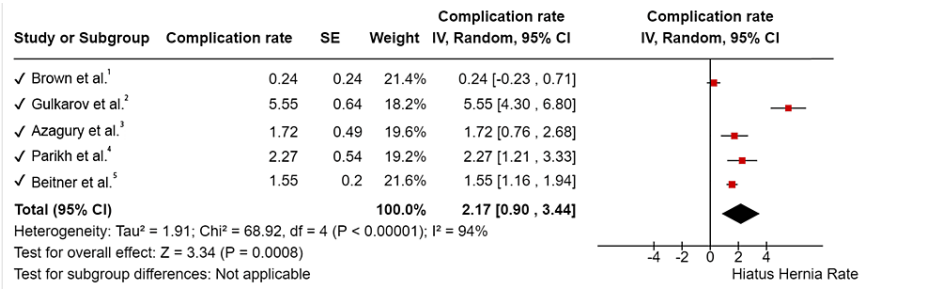 Complication rate Complication rate
Study or Subgroup Complication rate SE Weight IV, Random, 95% CI IV, Random, 95% CI
✓ Brown et al.¹ 0.24 0.24 21.4% 0.24 [-0.23 , 0.71]
✓ Gulkarov et al.² 5.55 0.64 18.2% 5.55 [4.30 , 6.80]
✓ Azagury et al.³ 1.72 0.49 19.6% 1.72 [0.76 , 2.68]
✓ Parikh et al.⁴ 2.27 0.54 19.2% 2.27 [1.21 , 3.33]
✓ Beitner et al.⁵ 1.55 0.2 21.6% 1.55 [1.16 , 1.94]
Total (95% CI) 100.0% 2.17 [0.90 , 3.44]
Heterogeneity: Tau² = 1.91; Chi² = 68.92, df = 4 (P < 0.00001); I² = 94%
Test for overall effect: Z = 3.34 (P = 0.0008)
Test for subgroup differences: Not applicable
-4 -2 0 2 4
Hiatus Hernia Rate